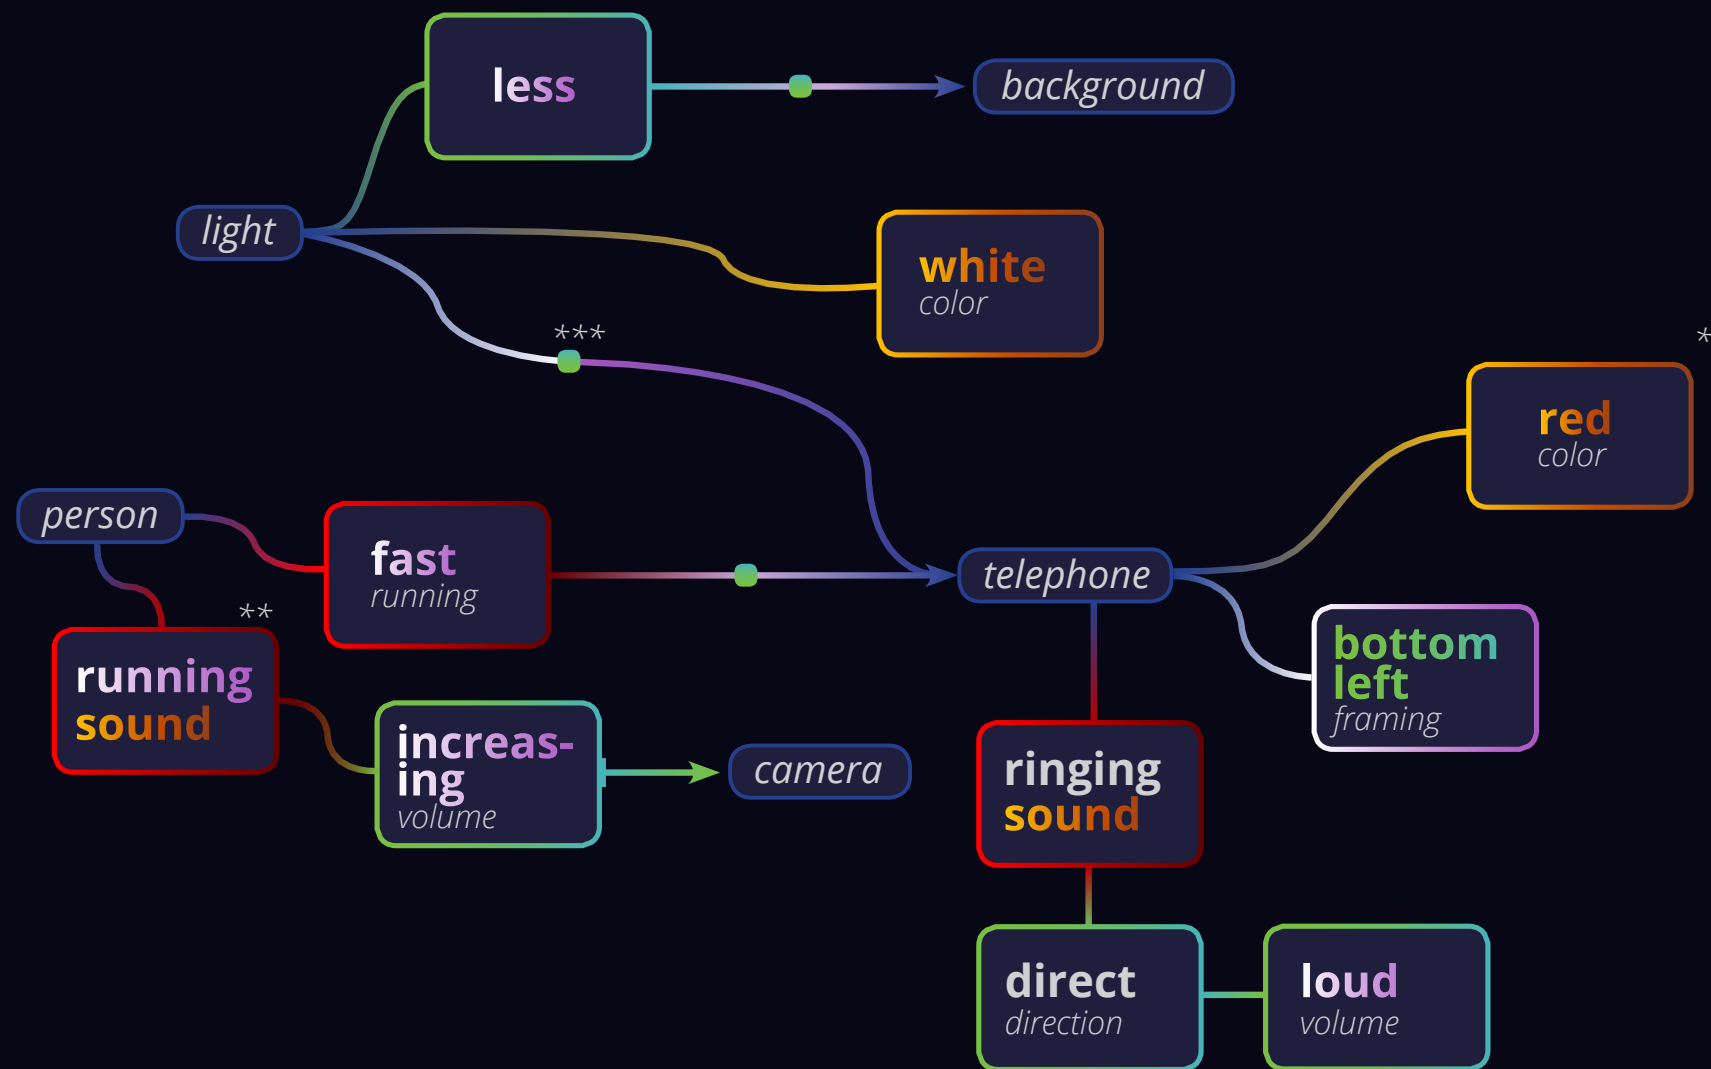 less
background
light
white
color
***
*
red
color
person
fast
running
telephone
**
running
sound
bottom
left
framing
increas-
ing
volume
camera
ringing
sound
direct
direction
loud
volume